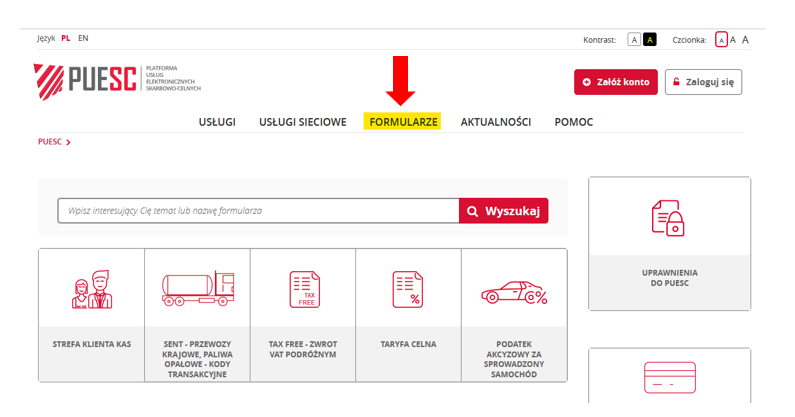 Język PL EN
Kontrast: A A Czcionka: A A A
PUESC
PLATFORMA
USŁUG
ELEKTRONICZNYCH
SKARBOWO-CELNYCH
Załóż konto
Zaloguj się
USŁUGI USŁUGI SIECIOWE FORMULARZE AKTUALNOŚCI POMOC
PUESC
Wpisz interesujący Cię temat lub nazwę formularza
Wyszukaj
UPRAWNIENIA
DO PUESC
TAX
FREE
%
%
STREFA KLIENTA KAS
SENT - PRZEWOZY
KRAJOWE, PALIWA
OPAŁOWE - KODY
TRANSAKCYJNE
TAX FREE - ZWROT
VAT PODRÓŻNYM
TARYFA CELNA
PODATEK
AKCYZOWY ZA
SPROWADZONY
SAMOCHÓD